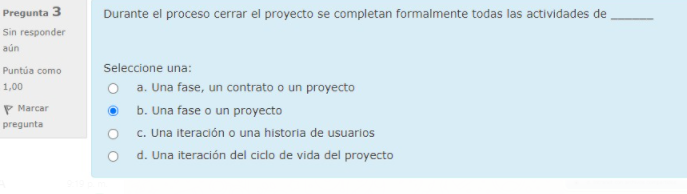 Pregunta 3
Sin responder
aún
Puntúa como
1,00
Marcar
pregunta
Durante el proceso cerrar el proyecto se completan formalmente todas las actividades de ______
Seleccione una:
a. Una fase, un contrato o un proyecto
b. Una fase o un proyecto
c. Una iteración o una historia de usuarios
d. Una iteración del ciclo de vida del proyecto